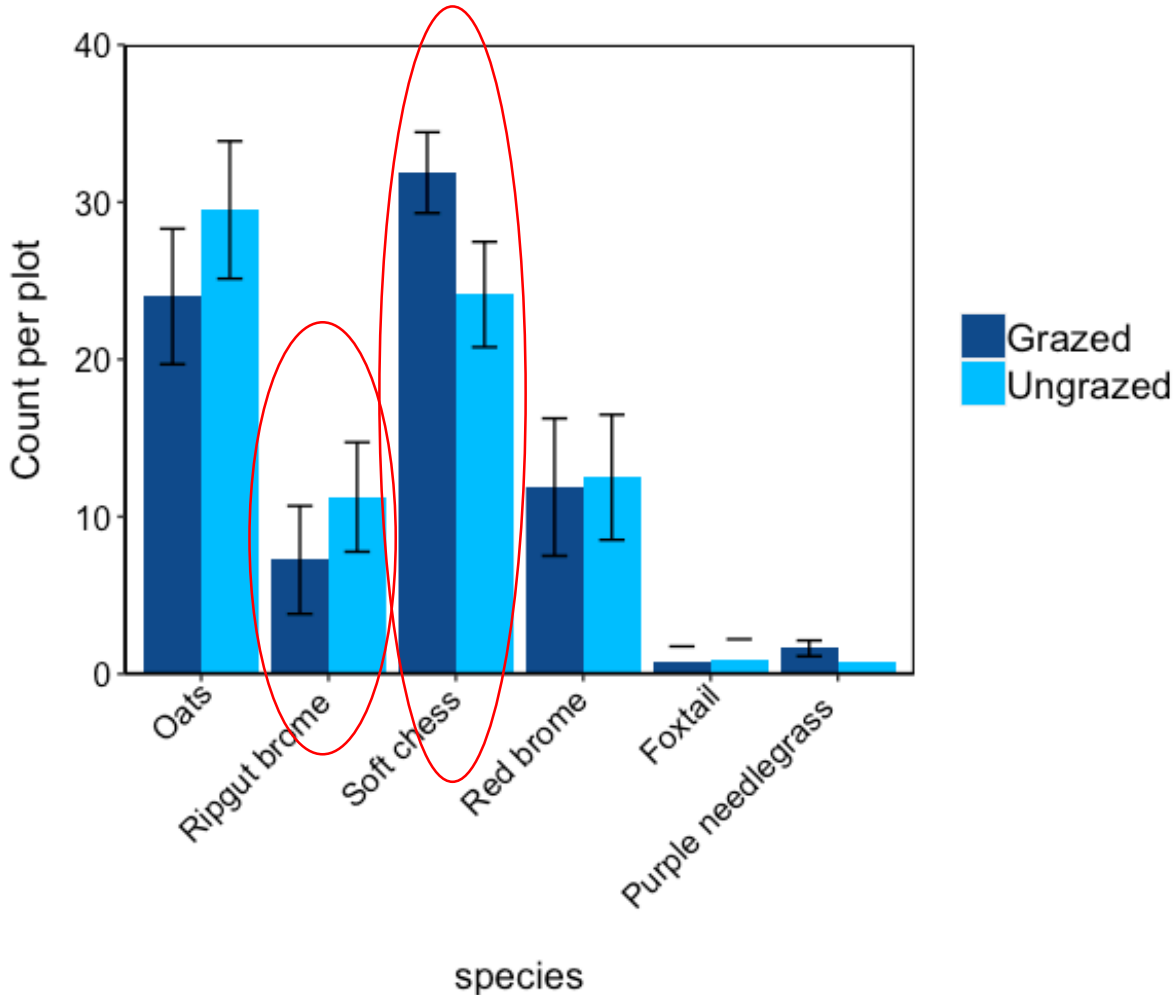 Count per plot
40
30
20
10
0
Oats
Ripgut brome
Soft chess
Red brome
Foxtail
Purple needlegrass
species
Grazed
Ungrazed